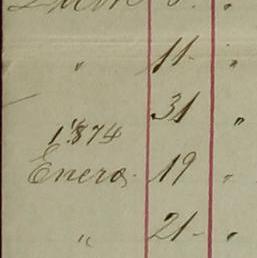 " 11- "
31 "
1874
Enero. 19 "
" 21- "